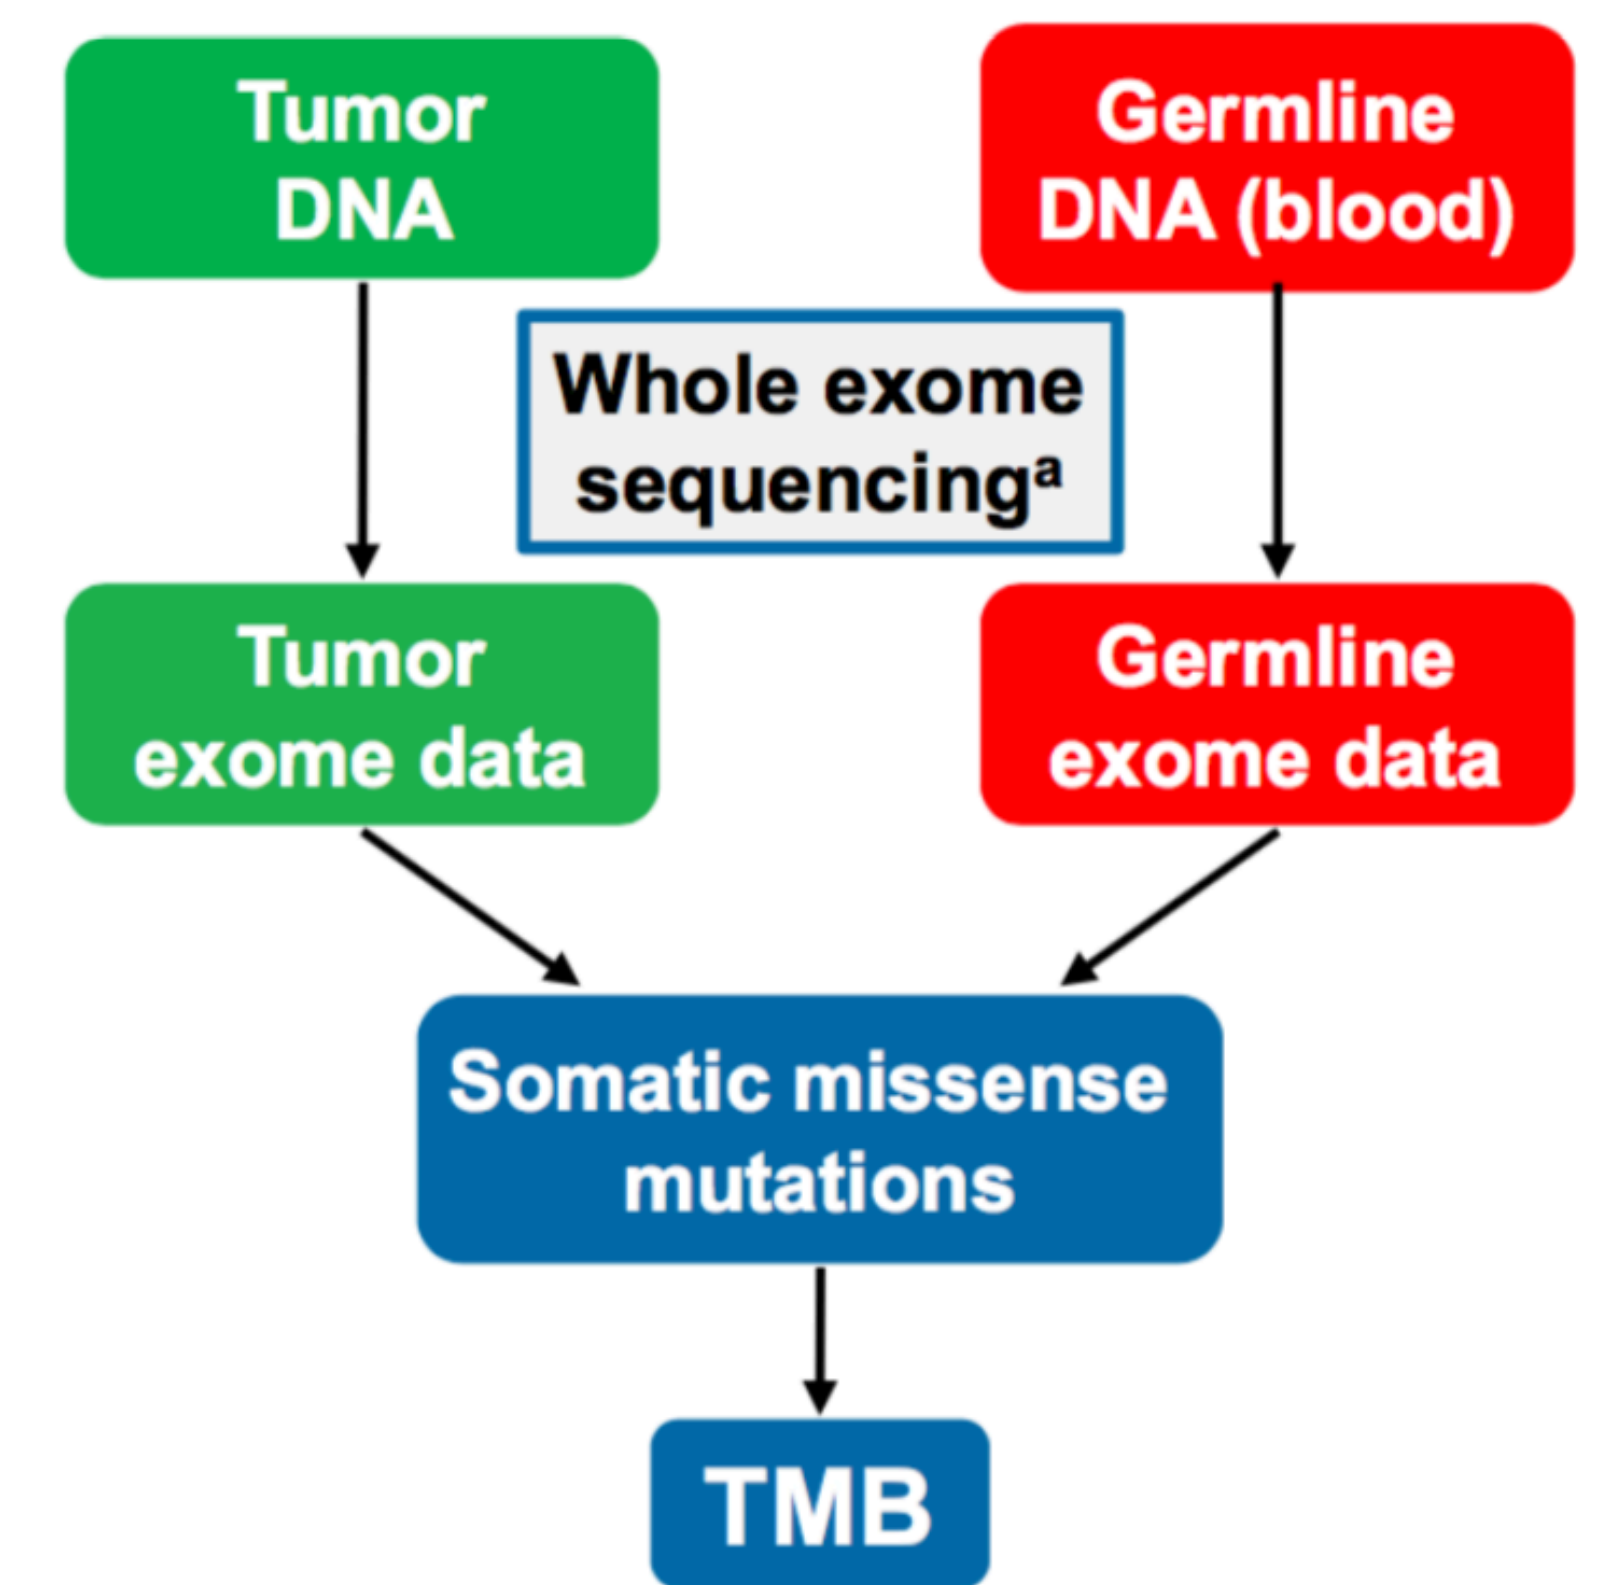 Tumor
DNA
Germline
DNA (blood)
Whole exome
sequencingᵃ
Tumor
exome data
Germline
exome data
Somatic missense
mutations
TMB